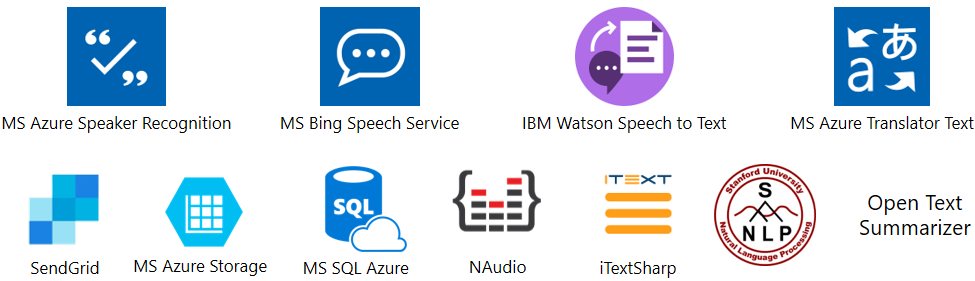 MS Azure Speaker Recognition
MS Bing Speech Service
IBM Watson Speech to Text
a あ
MS Azure Translator Text
SQL
iTEXT
Stanford University
S
NLP
Natural Language Processing
Open Text
Summarizer
SendGrid
MS Azure Storage
MS SQL Azure
NAudio
iTextSharp